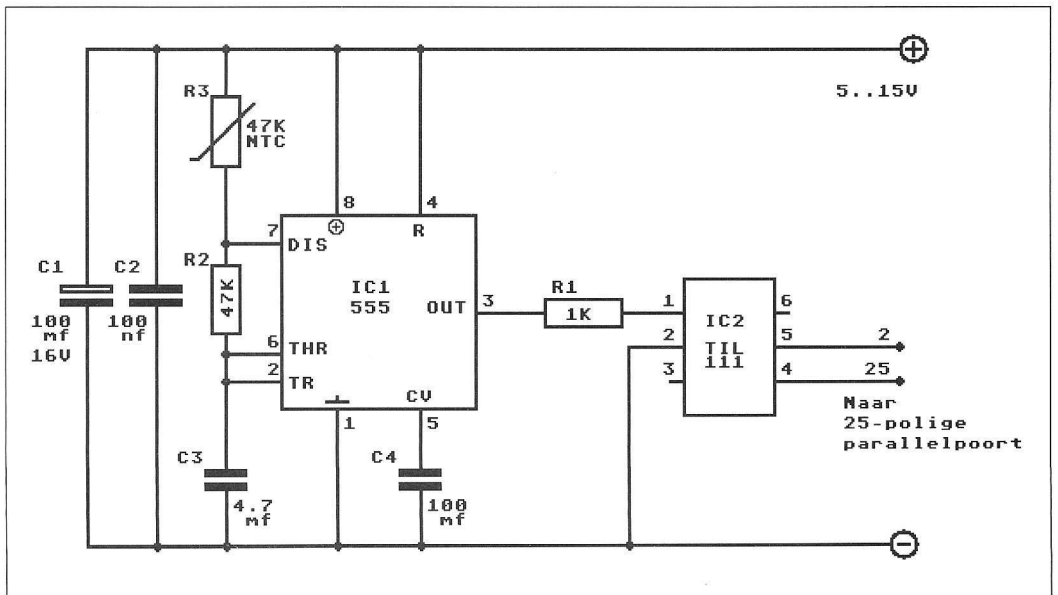 5..15V
R3
47K
NTC
8
4
R
7
DIS
R2
47K
C1
100
mf
16V
C2
100
nf
IC1
555
OUT
3
R1
1K
1
2
3
IC2
TIL
111
6
5
4
2
25
Naar
25-polige
parallelpoort
6
THR
2
TR
CV
1
5
C3
4.7
mf
C4
100
mf